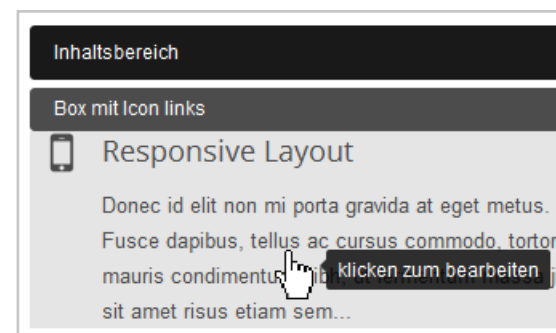 Inhaltsbereich
Box mit Icon links
Responsive Layout
Donec id elit non mi porta gravida at eget metus.
Fusce dapibus, tellus ac cursus commodo, tortor
mauris condimentu
klicken zum bearbeiten
sit amet risus etiam sem...